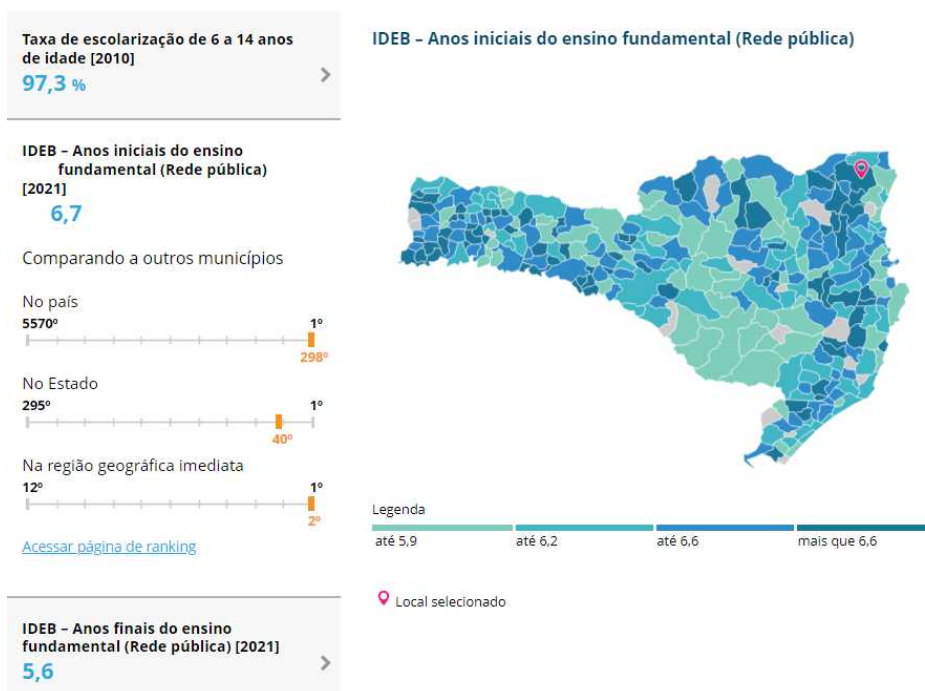 Taxa de escolarização de 6 a 14 anos
de idade [2010]
97,3 %
IDEB – Anos iniciais do ensino
fundamental (Rede pública)
[2021]
6,7
Comparando a outros municípios
No país
5570º 1º
298º
No Estado
295º 1º
40º
Na região geográfica imediata
12º 1º
2º
Acessar página de ranking
IDEB – Anos finais do ensino
fundamental (Rede pública) [2021]
5,6
IDEB – Anos iniciais do ensino fundamental (Rede pública)
Legenda
até 5,9 até 6,2 até 6,6 mais que 6,6
Local selecionado